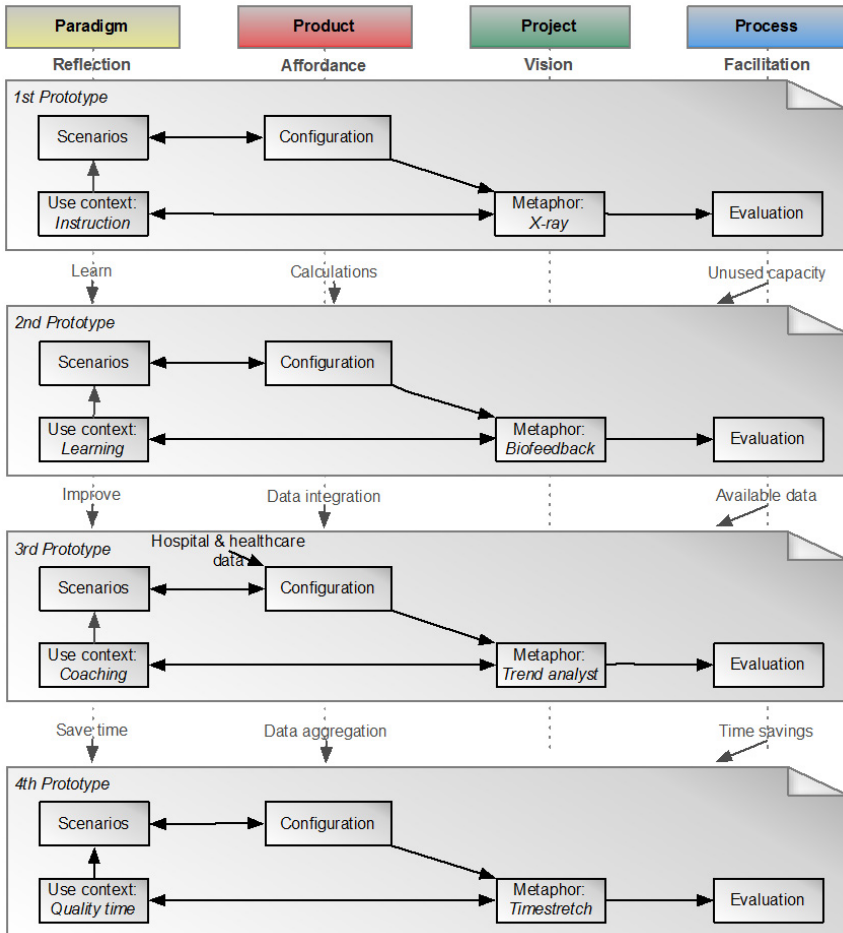 Paradigm Product Project Process
Reflection Affordance Vision Facilitation
1st Prototype
Scenarios Configuration
Use context: Metaphor: Evaluation
Instruction X-ray
Learn Calculations Unused capacity
2nd Prototype
Scenarios Configuration
Use context: Metaphor: Evaluation
Learning Biofeedback
Improve Data integration Available data
3rd Prototype Hospital & healthcare
data
Scenarios Configuration
Use context: Metaphor: Evaluation
Coaching Trend analyst
Save time Data aggregation Time savings
4th Prototype
Scenarios Configuration
Use context: Metaphor: Evaluation
Quality time Timestretch